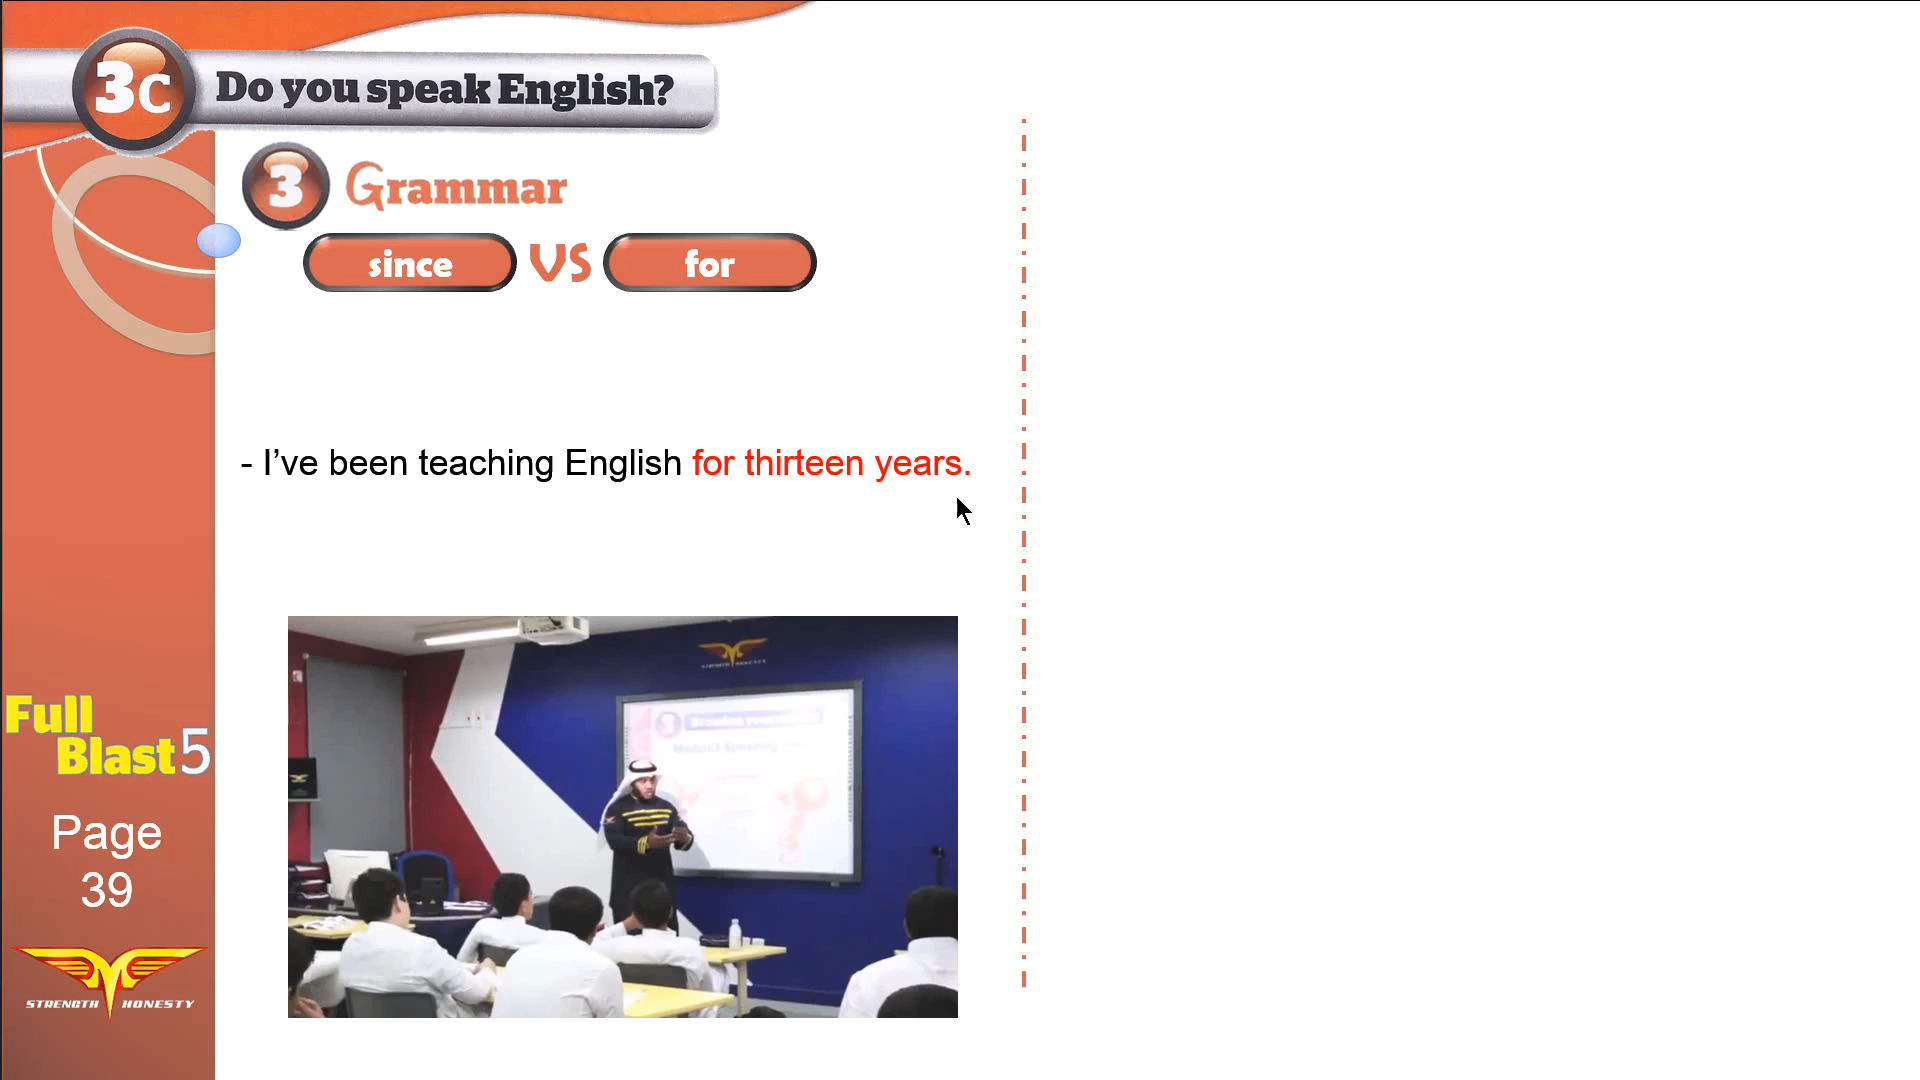 3c Do you speak English?
3 Grammar
since VS for
- I’ve been teaching English for thirteen years.
Full
Blast 5
Page
39
STRENGTH HONESTY